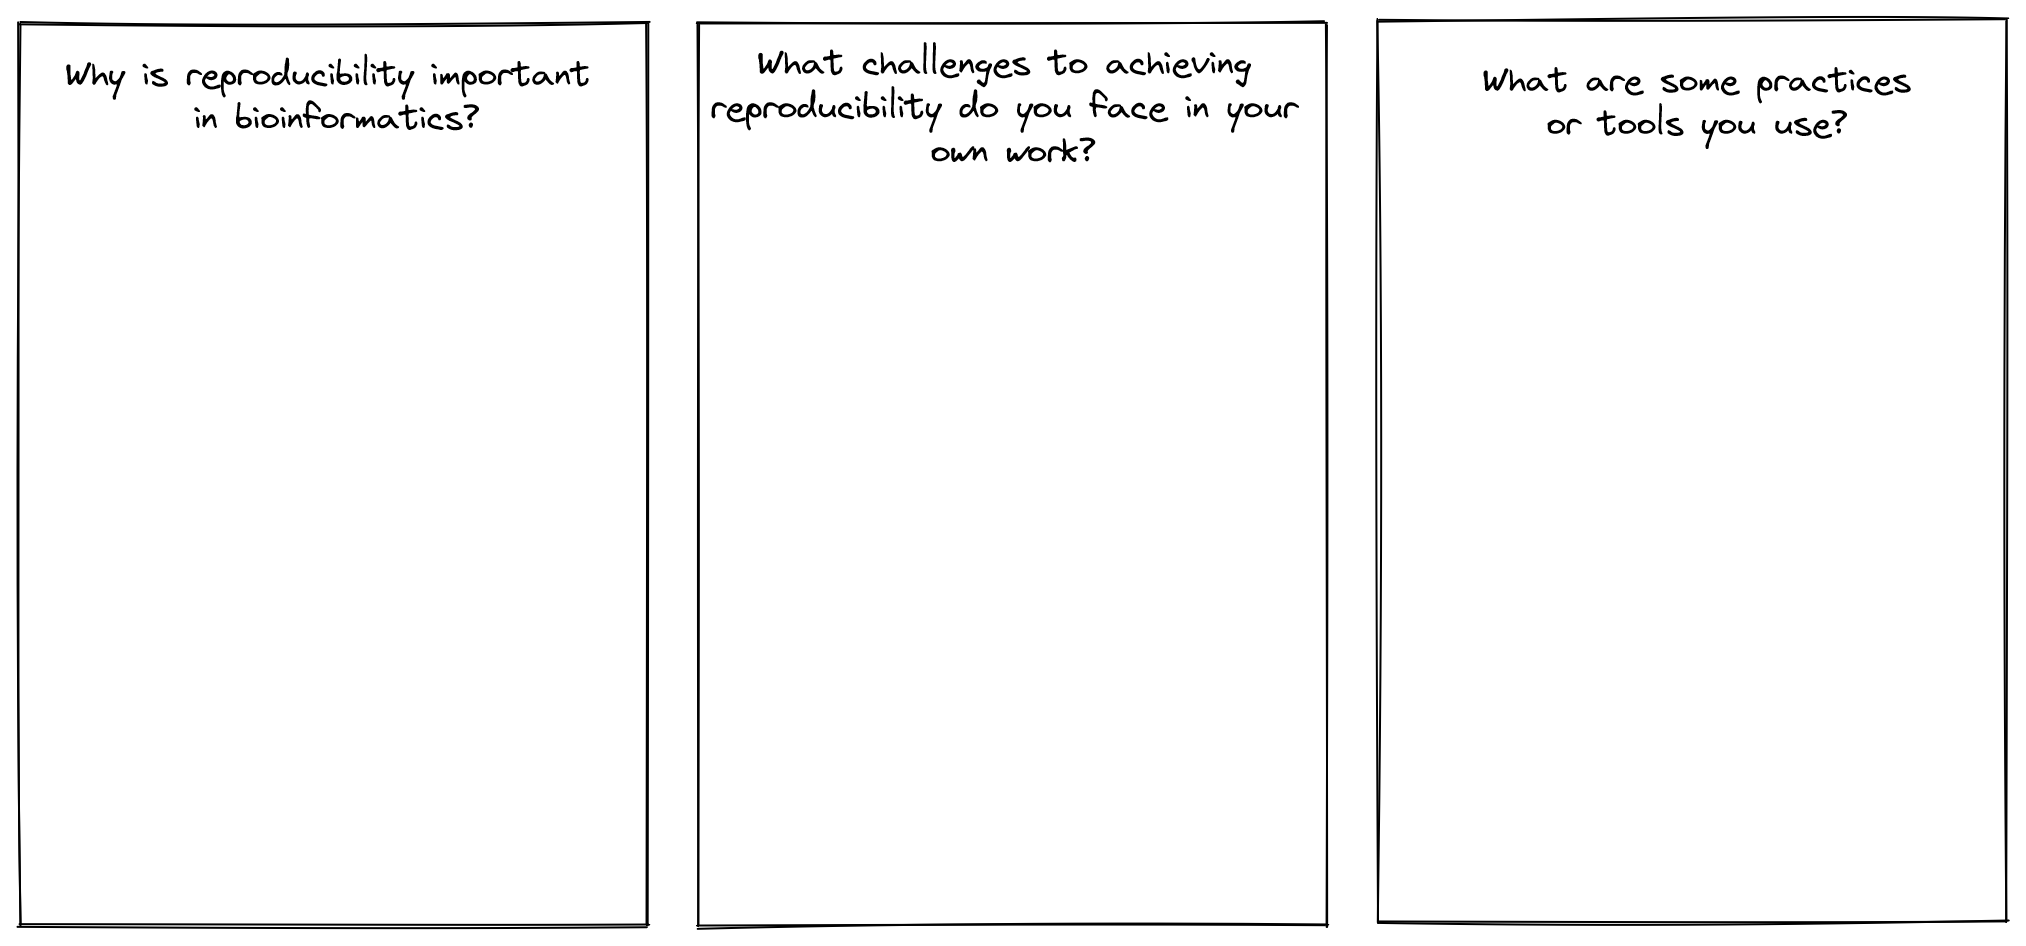 Why is reproducibility important
in bioinformatics?
What challenges to achieving
reproducibility do you face in your
own work?
What are some practices
or tools you use?